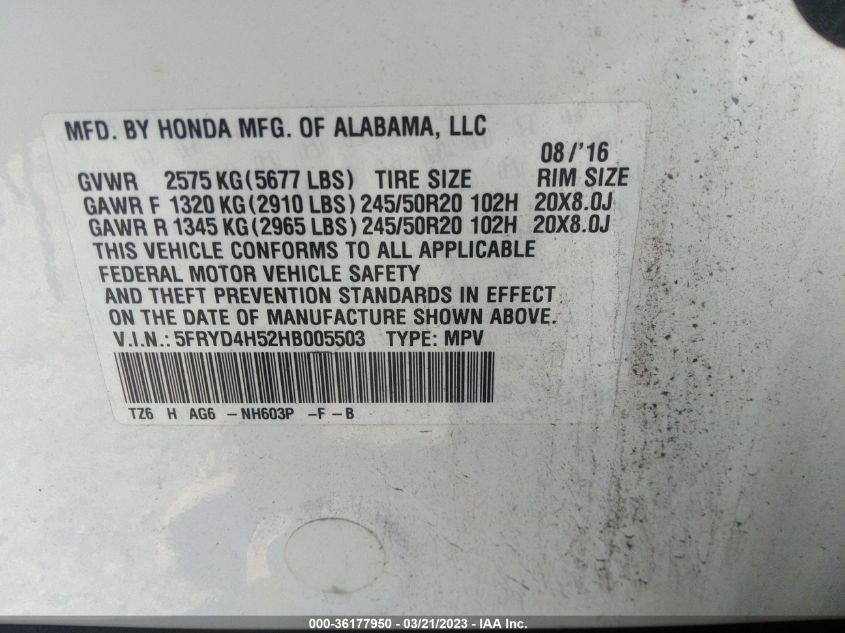 MFD. BY HONDA MFG. OF ALABAMA, LLC
08/'16
GVWR 2575 KG (5677 LBS) TIRE SIZE RIM SIZE
GAWR F 1320 KG (2910 LBS) 245/50R20 102H 20X8.0J
GAWR R 1345 KG (2965 LBS) 245/50R20 102H 20X8.0J
THIS VEHICLE CONFORMS TO ALL APPLICABLE
FEDERAL MOTOR VEHICLE SAFETY
AND THEFT PREVENTION STANDARDS IN EFFECT
ON THE DATE OF MANUFACTURE SHOWN ABOVE.
V.I.N.: 5FRYD4H52HB005503 TYPE: MPV
TZ6 H AG6 -NH603P -F-B
000-36177950 - 03/21/2023 - IAA Inc.